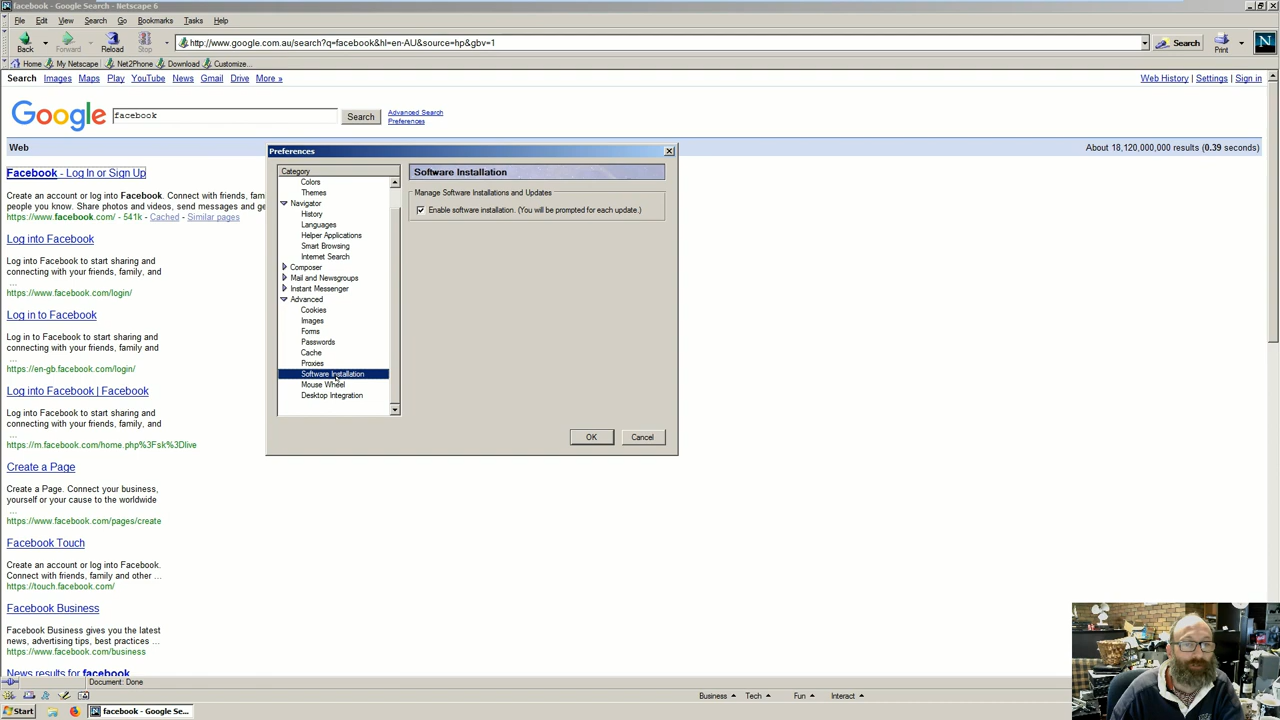 facebook - Google Search - Netscape 6
File Edit View Search Go Bookmarks Tasks Help
Back Forward Reload Stop http://www.google.com.au/search?q=facebook&hl=en-AU&source=hp&gbv=1 Search Print N
Home My Netscape Net2Phone Download Customize...
Search Images Maps Play YouTube News Gmail Drive More » Web History | Settings | Sign in
Google facebook Search Advanced Search
Preferences
Web About 18,120,000,000 results (0.39 seconds)
Facebook - Log In or Sign Up
Create an account or log into Facebook. Connect with friends, fam
people you know. Share photos and videos, send messages and ge
https://www.facebook.com/ - 541k - Cached - Similar pages
Log into Facebook
Log into Facebook to start sharing and
connecting with your friends, family, and
...
https://www.facebook.com/login/
Log in to Facebook
Log in to Facebook to start sharing and
connecting with your friends, family, and
...
https://en-gb.facebook.com/login/
Log into Facebook | Facebook
Log into Facebook to start sharing and
connecting with your friends, family, and
...
https://m.facebook.com/home.php%3Fsk%3Dlive
Create a Page
Create a Page. Connect your business,
yourself or your cause to the worldwide
...
https://www.facebook.com/pages/create
Facebook Touch
Create an account or log into Facebook.
Connect with friends, family and other ...
https://touch.facebook.com/
Facebook Business
Facebook Business gives you the latest
news, advertising tips, best practices ...
https://www.facebook.com/business
News results for facebook
Preferences
Category
Colors
Themes
Navigator
History
Languages
Helper Applications
Smart Browsing
Internet Search
Composer
Mail and Newsgroups
Instant Messenger
Advanced
Cookies
Images
Forms
Passwords
Cache
Proxies
Software Installation
Mouse Wheel
Desktop Integration
Software Installation
Manage Software Installations and Updates
Enable software installation. (You will be prompted for each update.)
OK Cancel
Document: Done
Business Tech Fun Interact
Start facebook - Google Se...